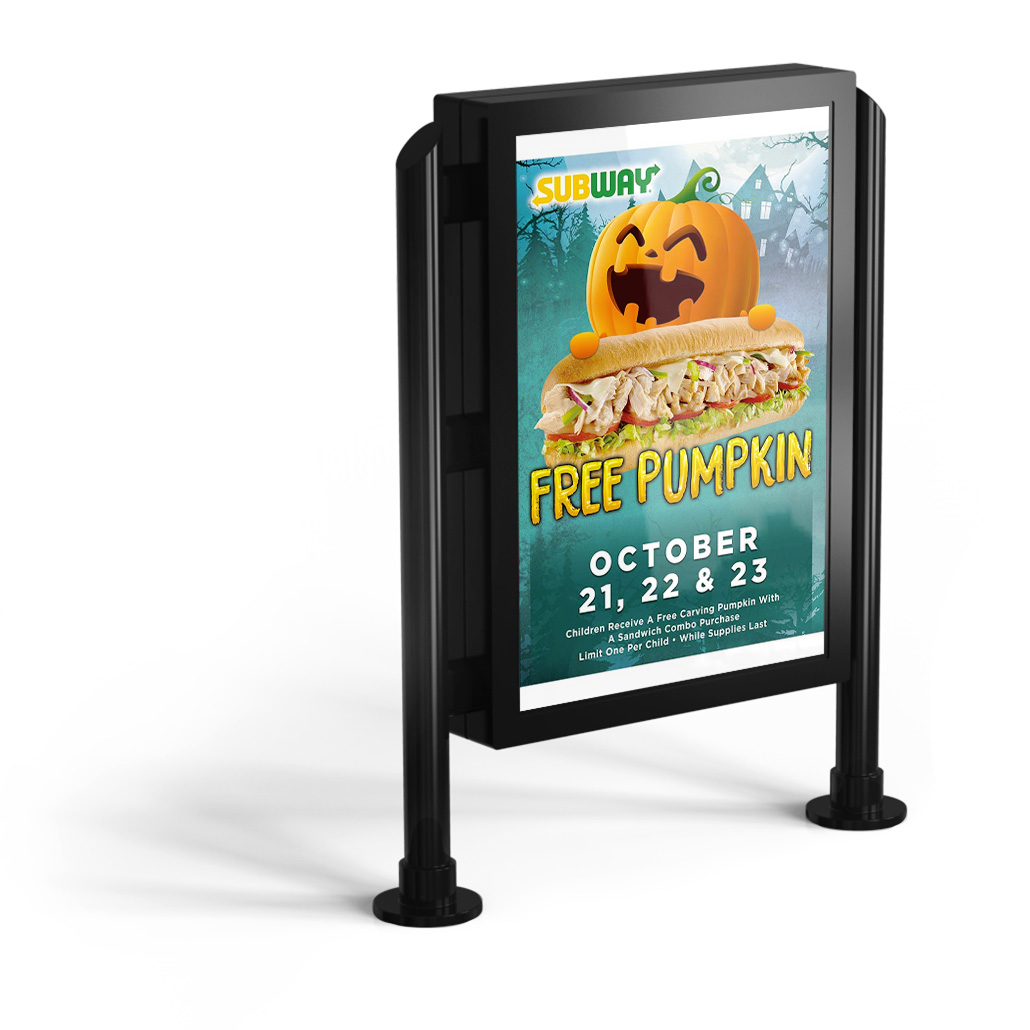 SUBWAY
FREE PUMPKIN
OCTOBER
21, 22 & 23
Children Receive A Free Carving Pumpkin With
A Sandwich Combo Purchase
Limit One Per Child • While Supplies Last